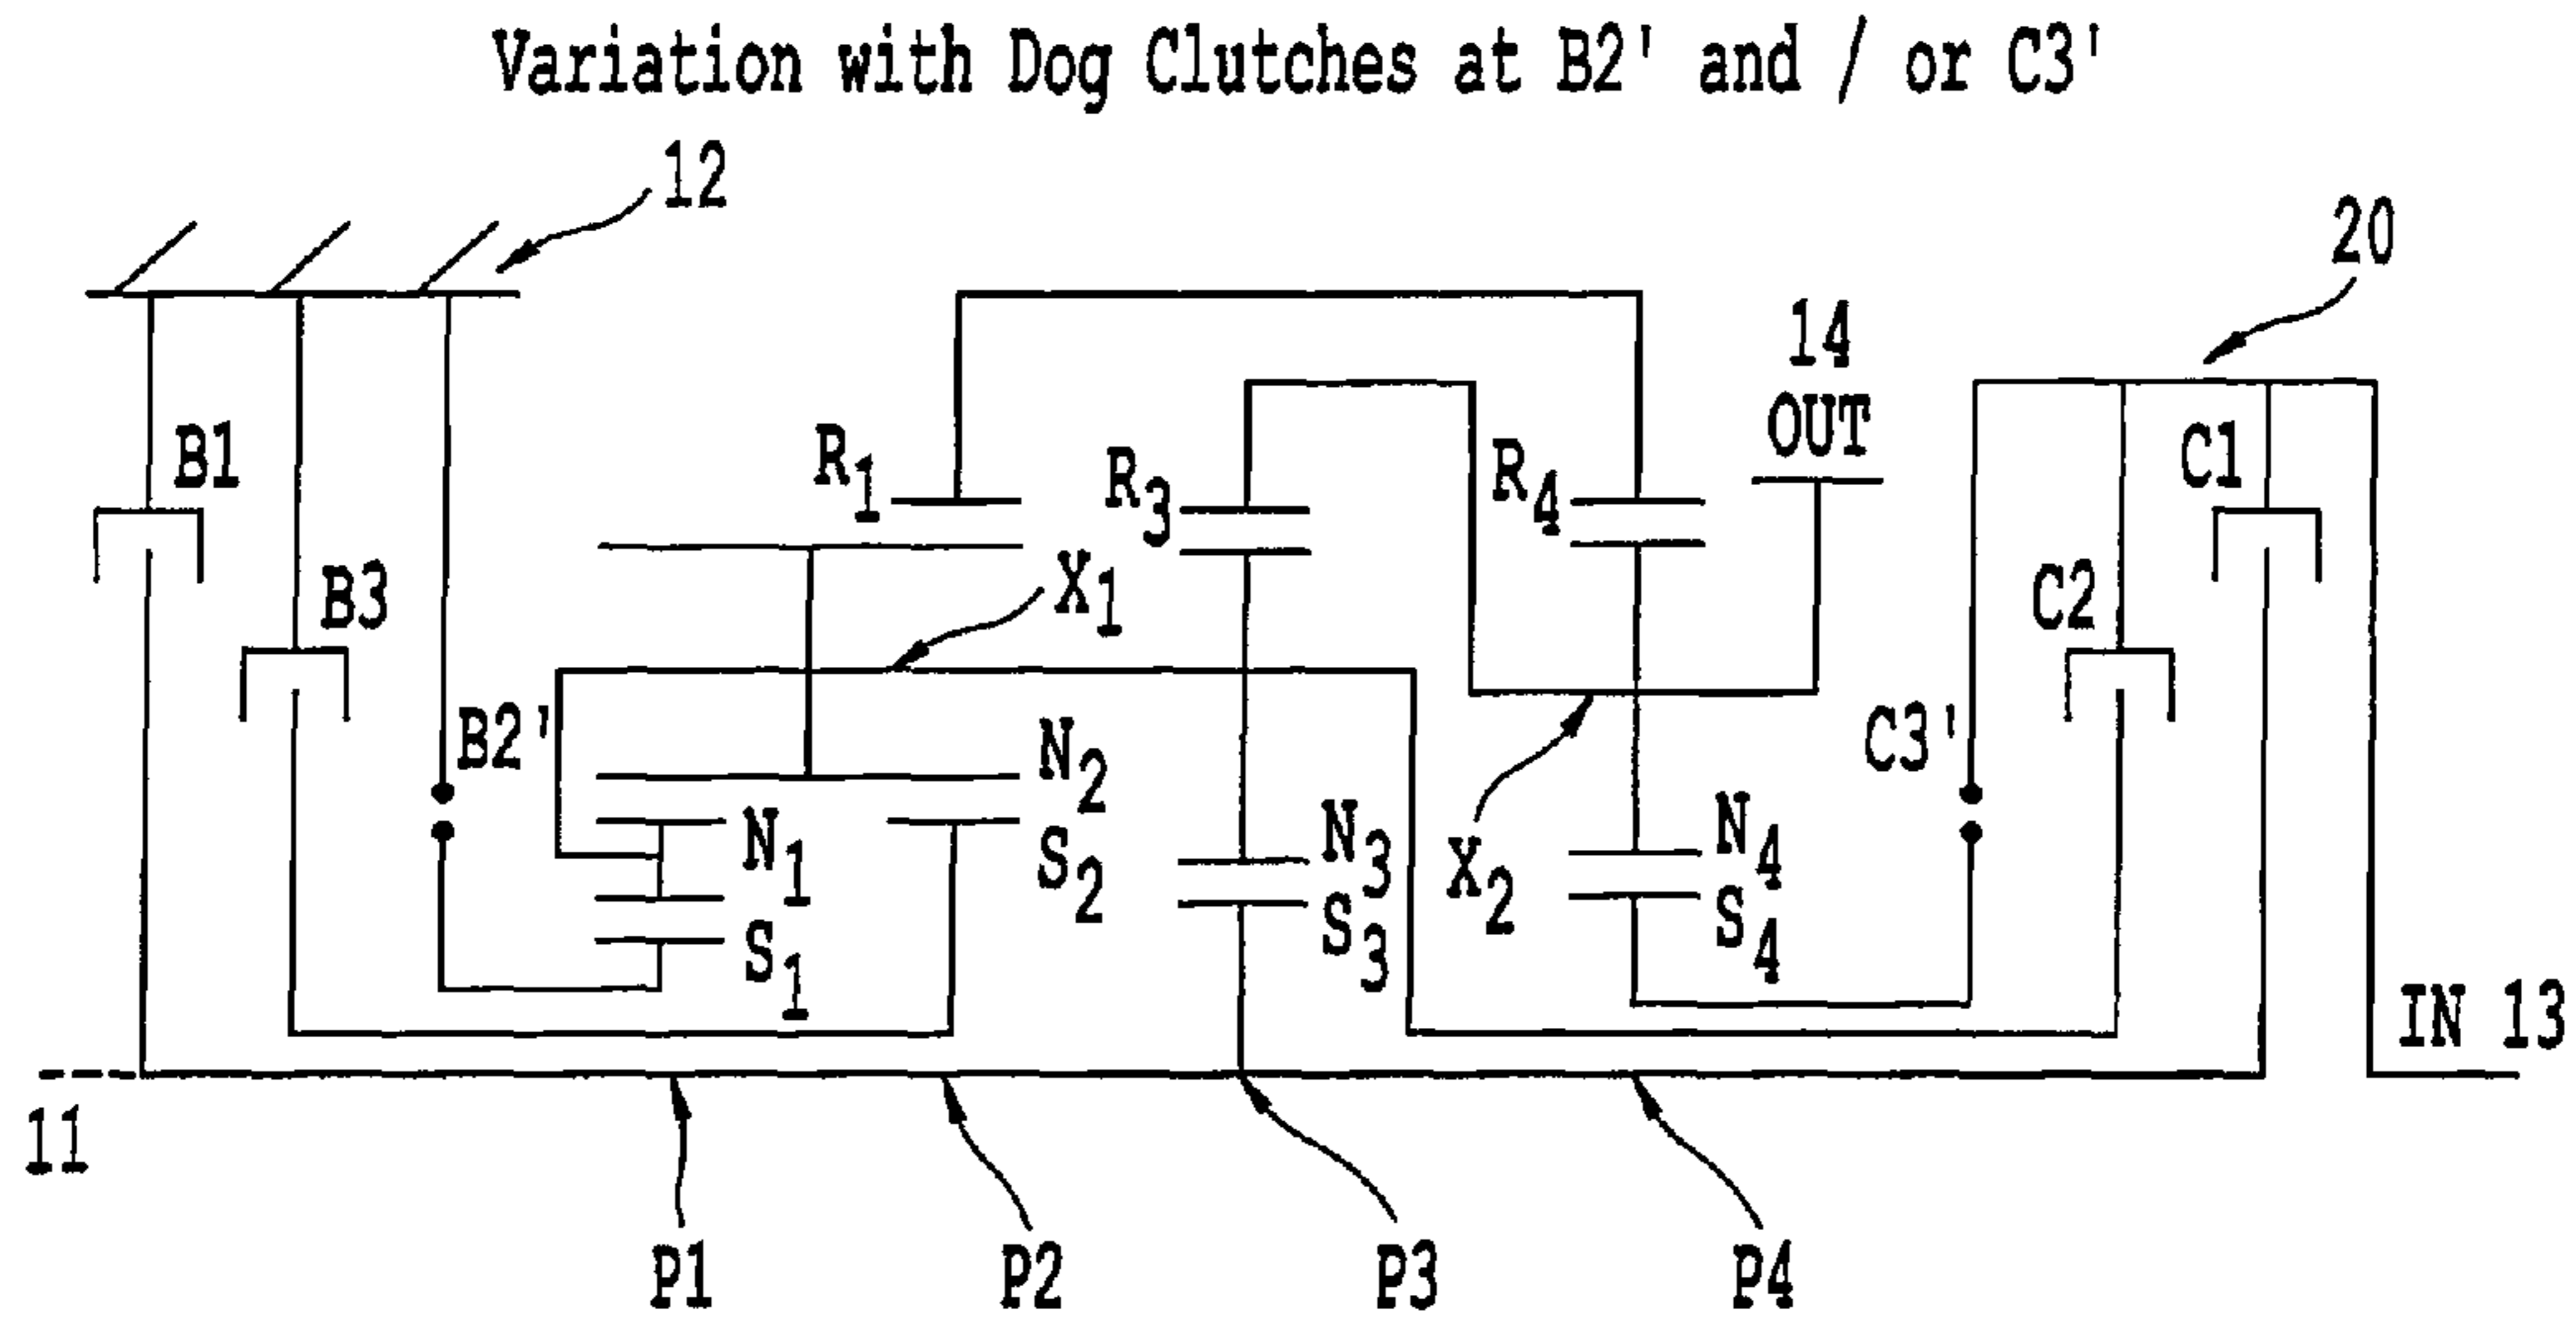 Variation with Dog Clutches at B2' and / or C3'
12
20
14
OUT
B1
R1
R3
R4
C1
B3
X1
C2
B2'
N2
C3'
N1
S2
N3
X2
N4
S1
S3
S4
IN 13
11
P1
P2
P3
P4